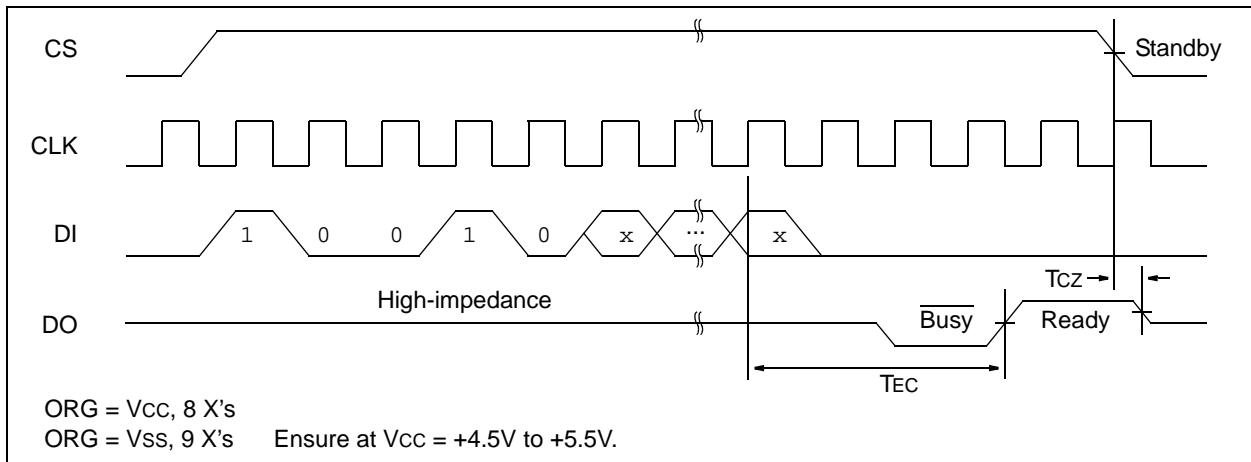 CS
Standby
CLK
DI
1 0 0 1 0 x ... x
TCZ
High-impedance
DO
Busy
Ready
TEC
ORG = VCC, 8 X's
ORG = VSS, 9 X's Ensure at VCC = +4.5V to +5.5V.